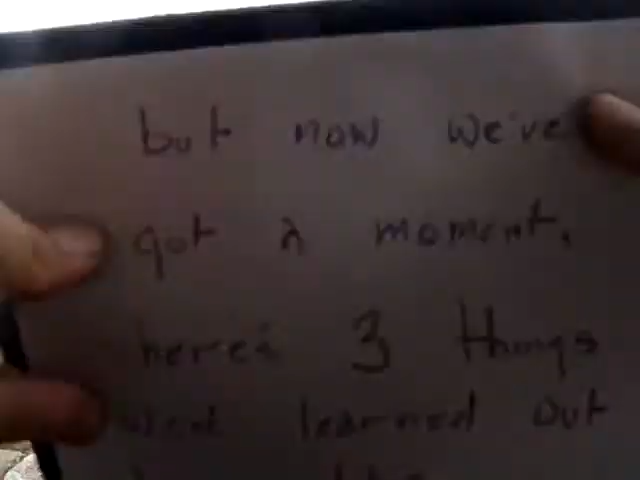 but now we've
got a moment,
here's 3 things
learned out